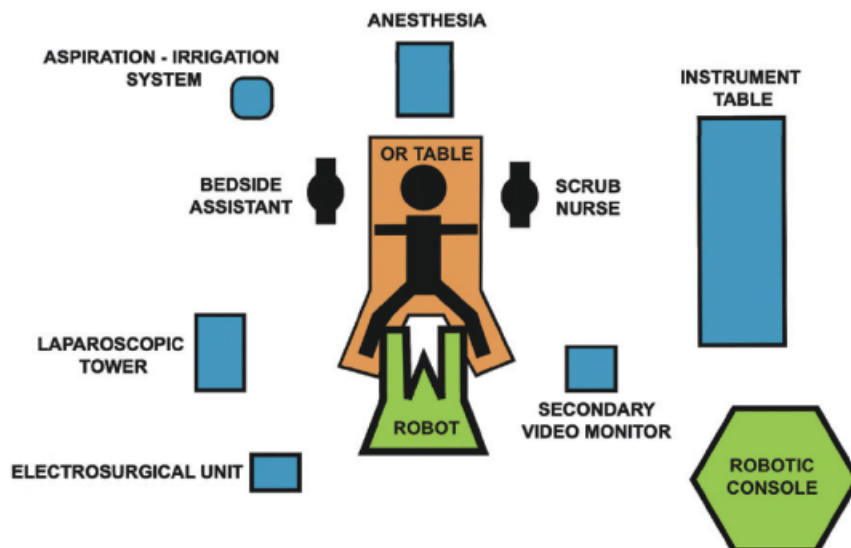 ANESTHESIA
ASPIRATION - IRRIGATION
SYSTEM
INSTRUMENT
TABLE
OR TABLE
BEDSIDE
ASSISTANT
SCRUB
NURSE
LAPAROSCOPIC
TOWER
SECONDARY
VIDEO MONITOR
ROBOT
ELECTROSURGICAL UNIT
ROBOTIC
CONSOLE